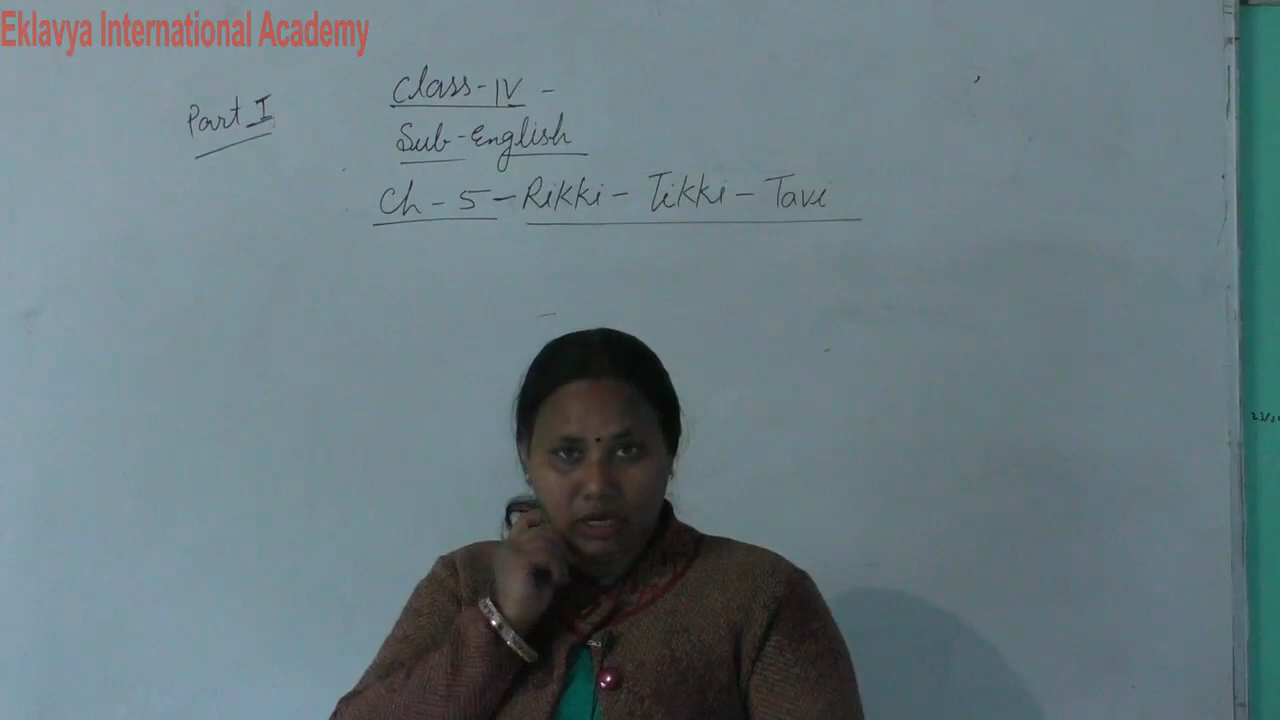 Eklavya International Academy
Class-IV -
Part I
Sub-English
Ch-5-Rikki-Tikki-Tavi